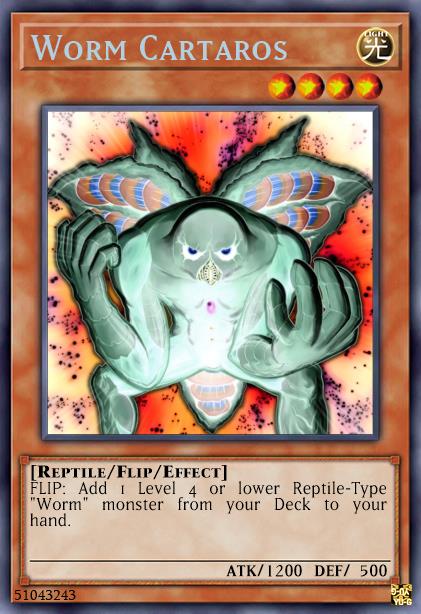 WORM CARTAROS
LIGHT
光
[REPTILE/FLIP/EFFECT]
FLIP: Add 1 Level 4 or lower Reptile-Type
"Worm" monster from your Deck to your
hand.
ATK/1200 DEF/ 500
51043243